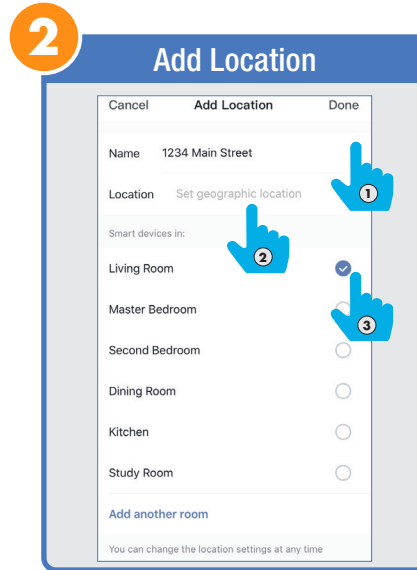 2
Add Location
Cancel Add Location Done
Name 1234 Main Street
Location Set geographic location
1
Smart devices in:
2
Living Room
Master Bedroom
3
Second Bedroom
Dining Room
Kitchen
Study Room
Add another room
You can change the location settings at any time